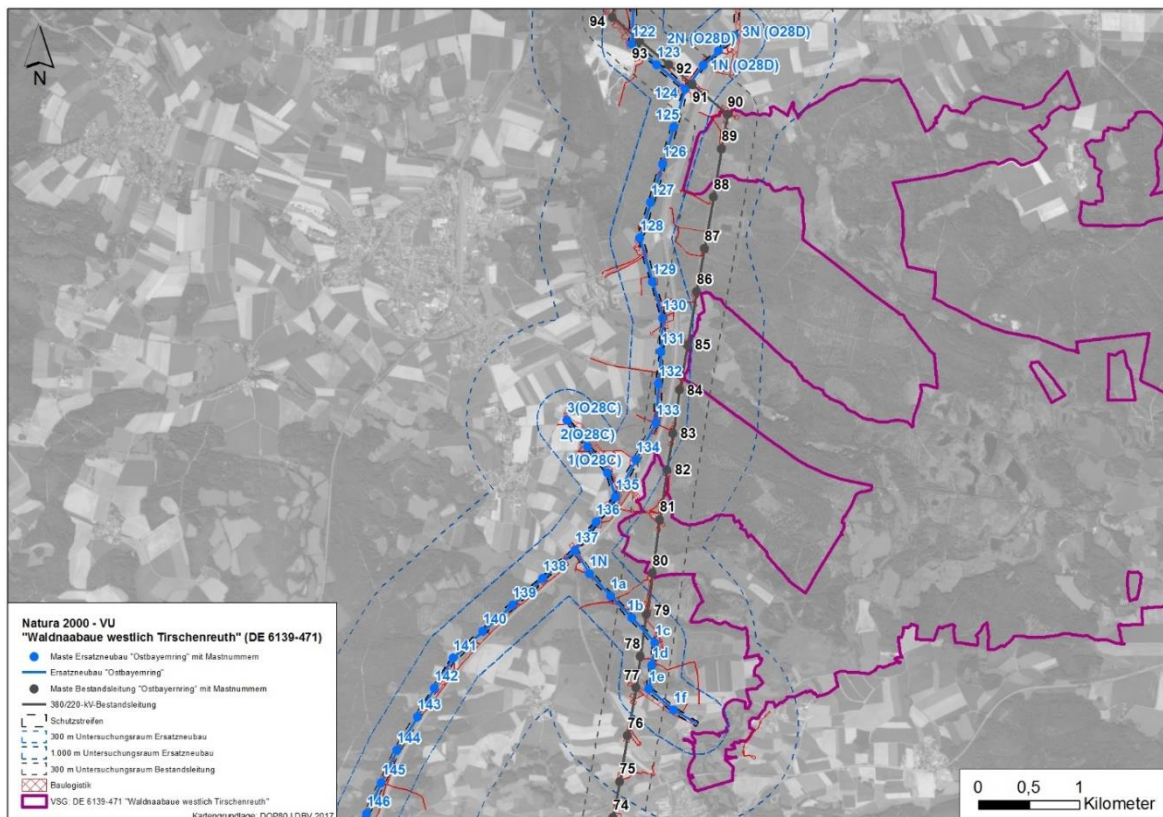 94
122
93
123
2N (O28D)
3N (O28D)
92
1N (O28D)
124
91
90
125
89
126
88
127
128
87
129
86
130
131
85
132
84
3(O28C)
133
2(O28C)
83
134
1(O28C)
82
135
136
81
137
1N
80
138
1a
139
1b
79
140
1c
78
141
1d
77
1e
142
1f
143
76
144
75
145
74
146
N
Natura 2000 - VU
"Waldnaabaue westlich Tirschenreuth" (DE 6139-471)
Maste Ersatzneubau "Ostbayernring" mit Mastnummern
Ersatzneubau "Ostbayernring"
Maste Bestandsleitung "Ostbayernring" mit Mastnummern
380/220-kV-Bestandsleitung
Schutzstreifen
300 m Untersuchungsraum Ersatzneubau
1.000 m Untersuchungsraum Ersatzneubau
300 m Untersuchungsraum Bestandsleitung
Baulogistik
VSG: DE 6139-471 "Waldnaabaue westlich Tirschenreuth"
Kartengrundlage: DOP80 LDBV 2017
0 0,5 1
Kilometer